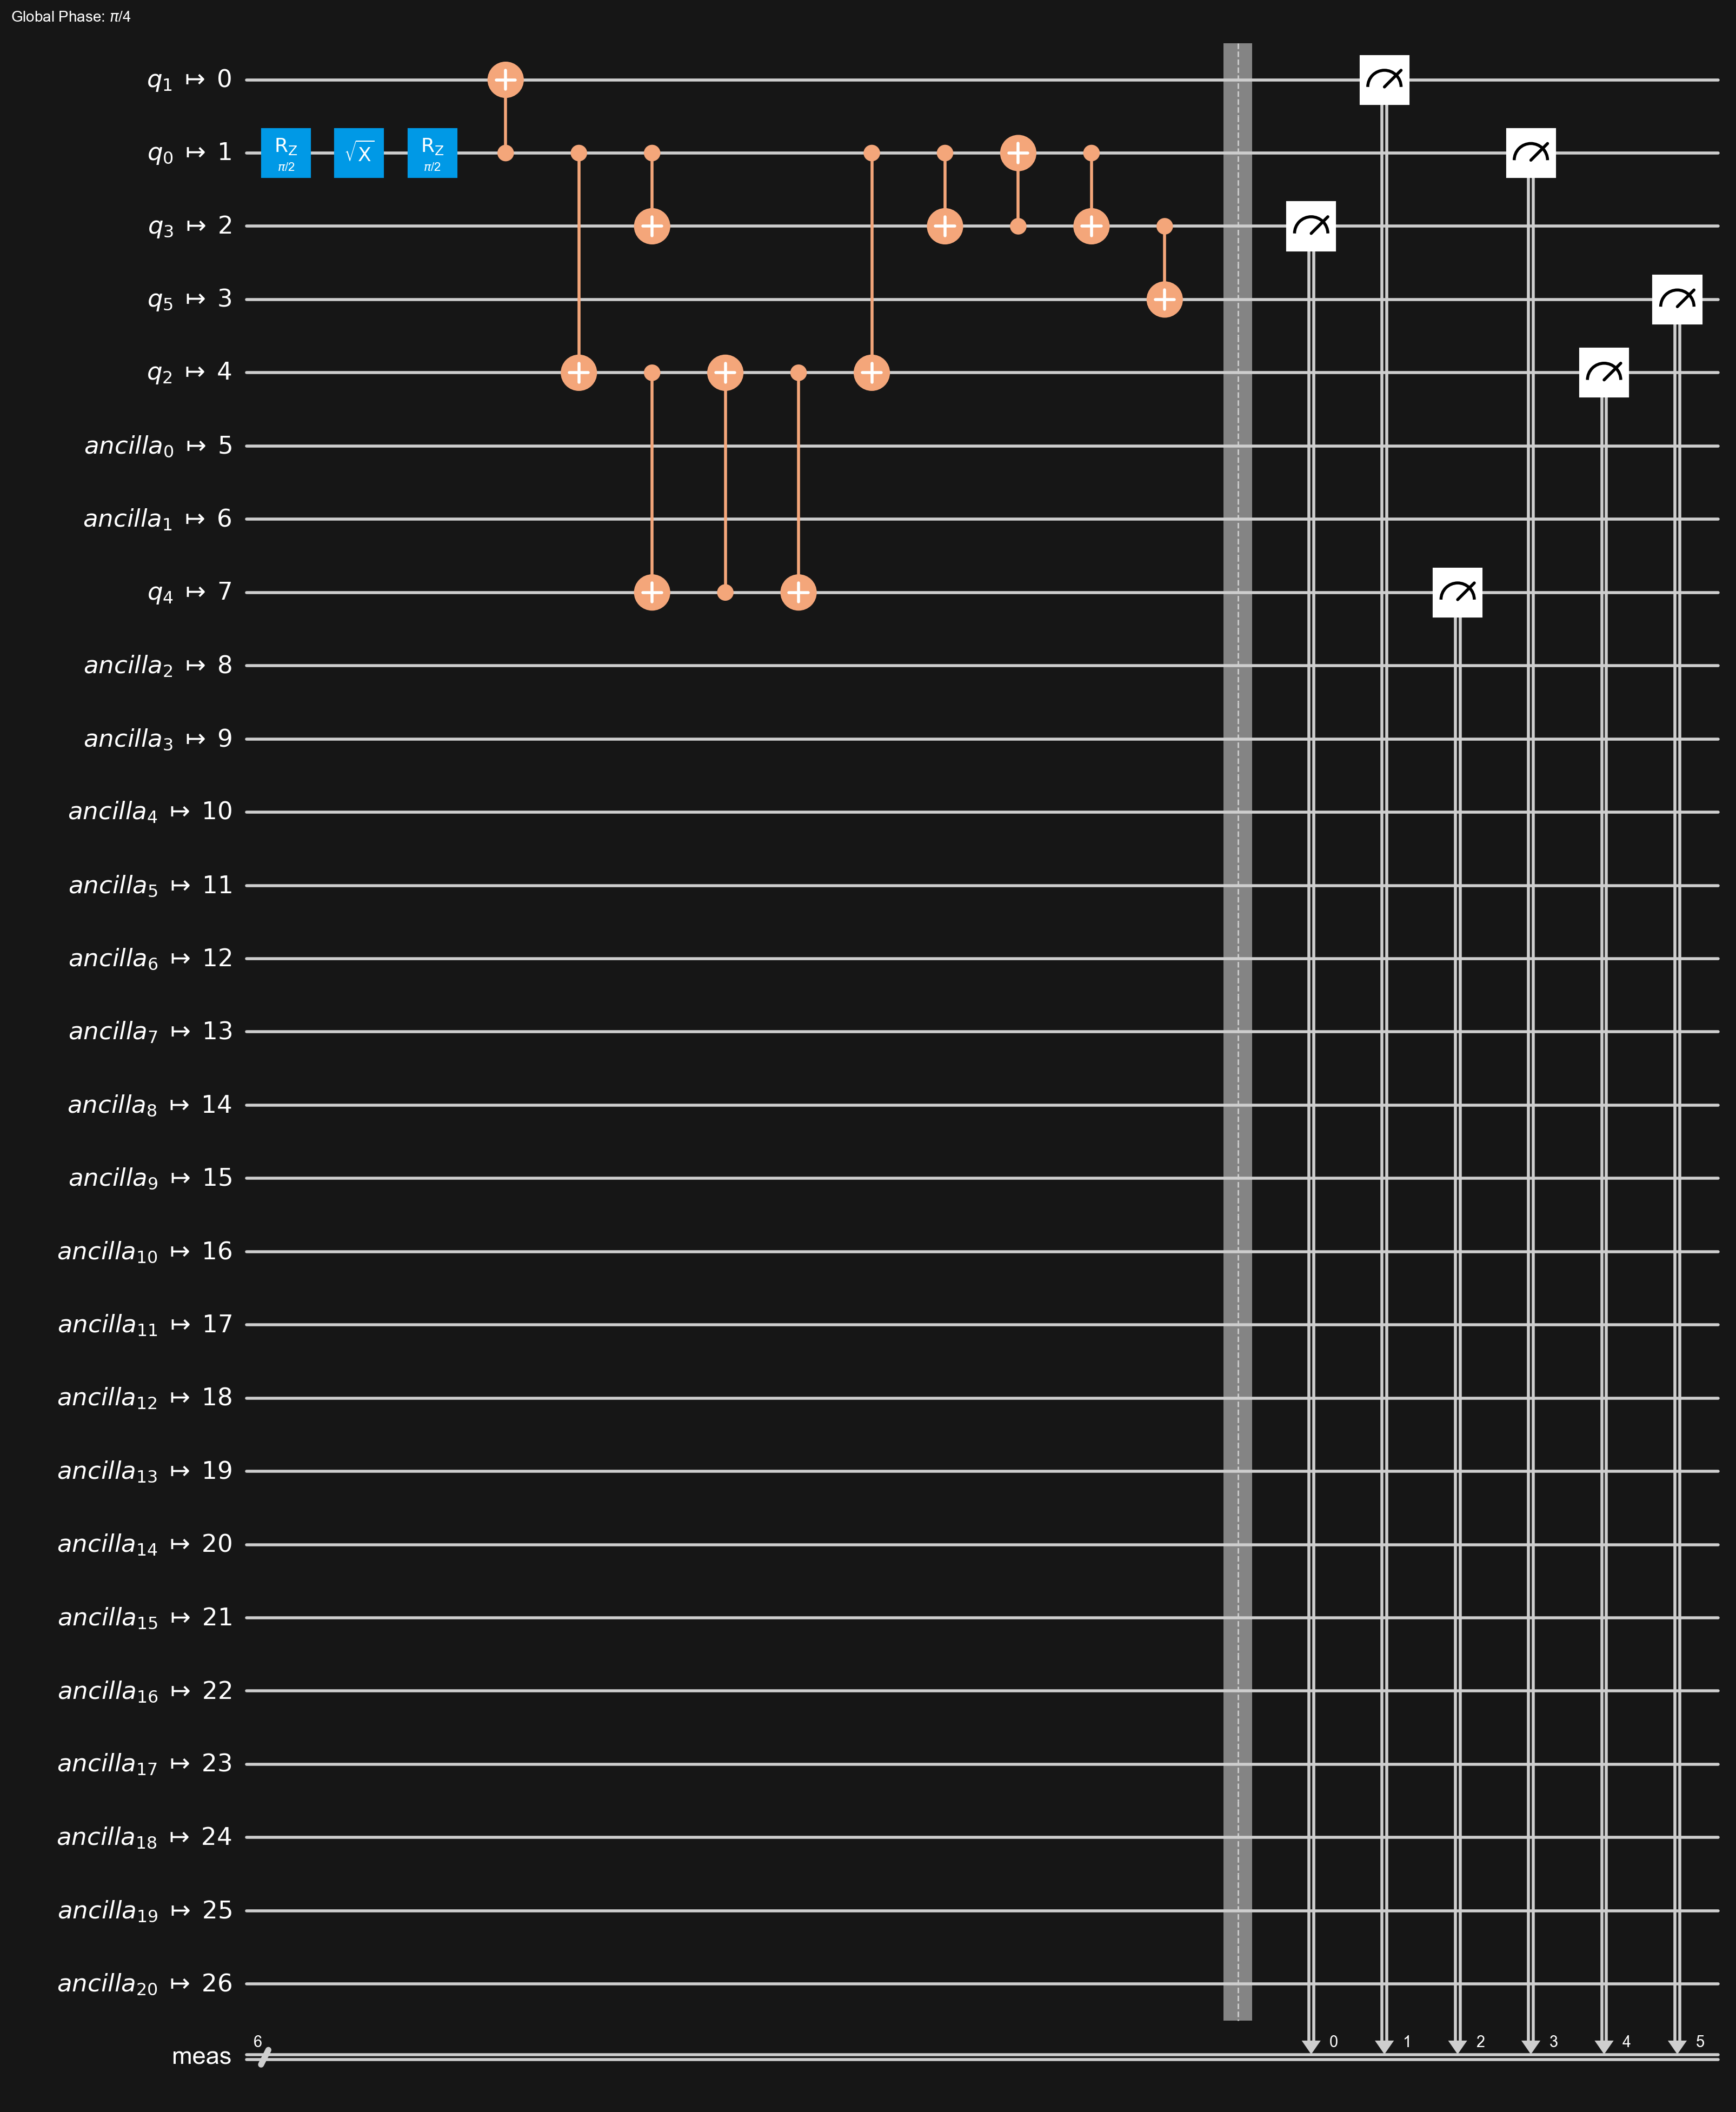 Global Phase: π/4
q1 ↦ 0
q0 ↦ 1 RZ π/2 √X RZ π/2
q3 ↦ 2
q5 ↦ 3
q2 ↦ 4
ancilla0 ↦ 5
ancilla1 ↦ 6
q4 ↦ 7
ancilla2 ↦ 8
ancilla3 ↦ 9
ancilla4 ↦ 10
ancilla5 ↦ 11
ancilla6 ↦ 12
ancilla7 ↦ 13
ancilla8 ↦ 14
ancilla9 ↦ 15
ancilla10 ↦ 16
ancilla11 ↦ 17
ancilla12 ↦ 18
ancilla13 ↦ 19
ancilla14 ↦ 20
ancilla15 ↦ 21
ancilla16 ↦ 22
ancilla17 ↦ 23
ancilla18 ↦ 24
ancilla19 ↦ 25
ancilla20 ↦ 26
6 0 1 2 3 4 5
meas